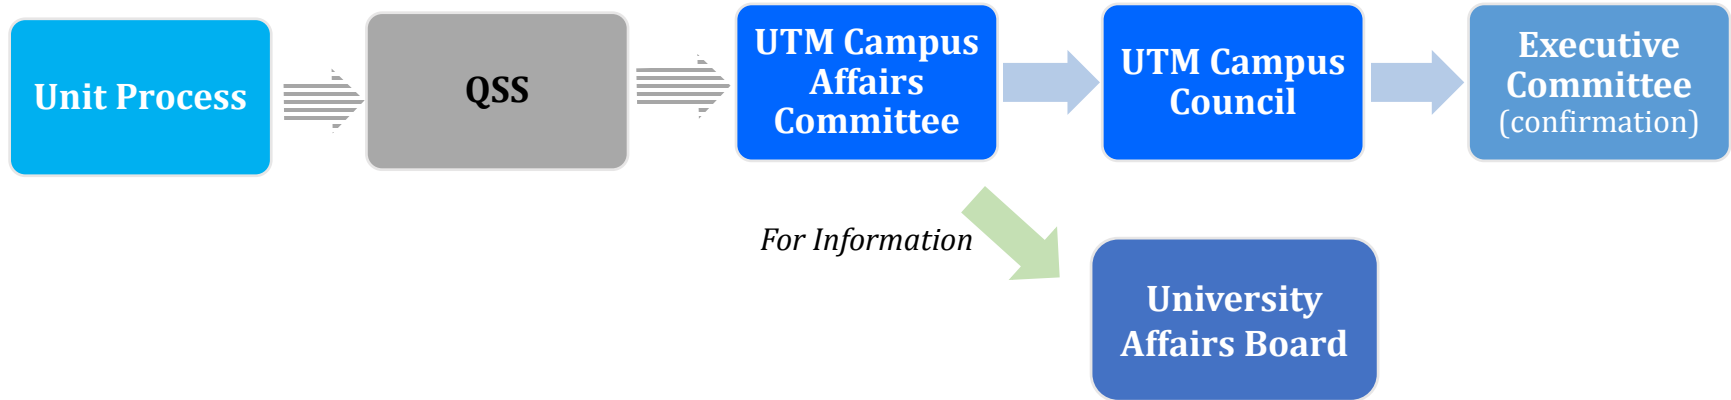 Unit Process
QSS
UTM Campus
Affairs
Committee
UTM Campus
Council
Executive
Committee
(confirmation)
For Information
University
Affairs Board